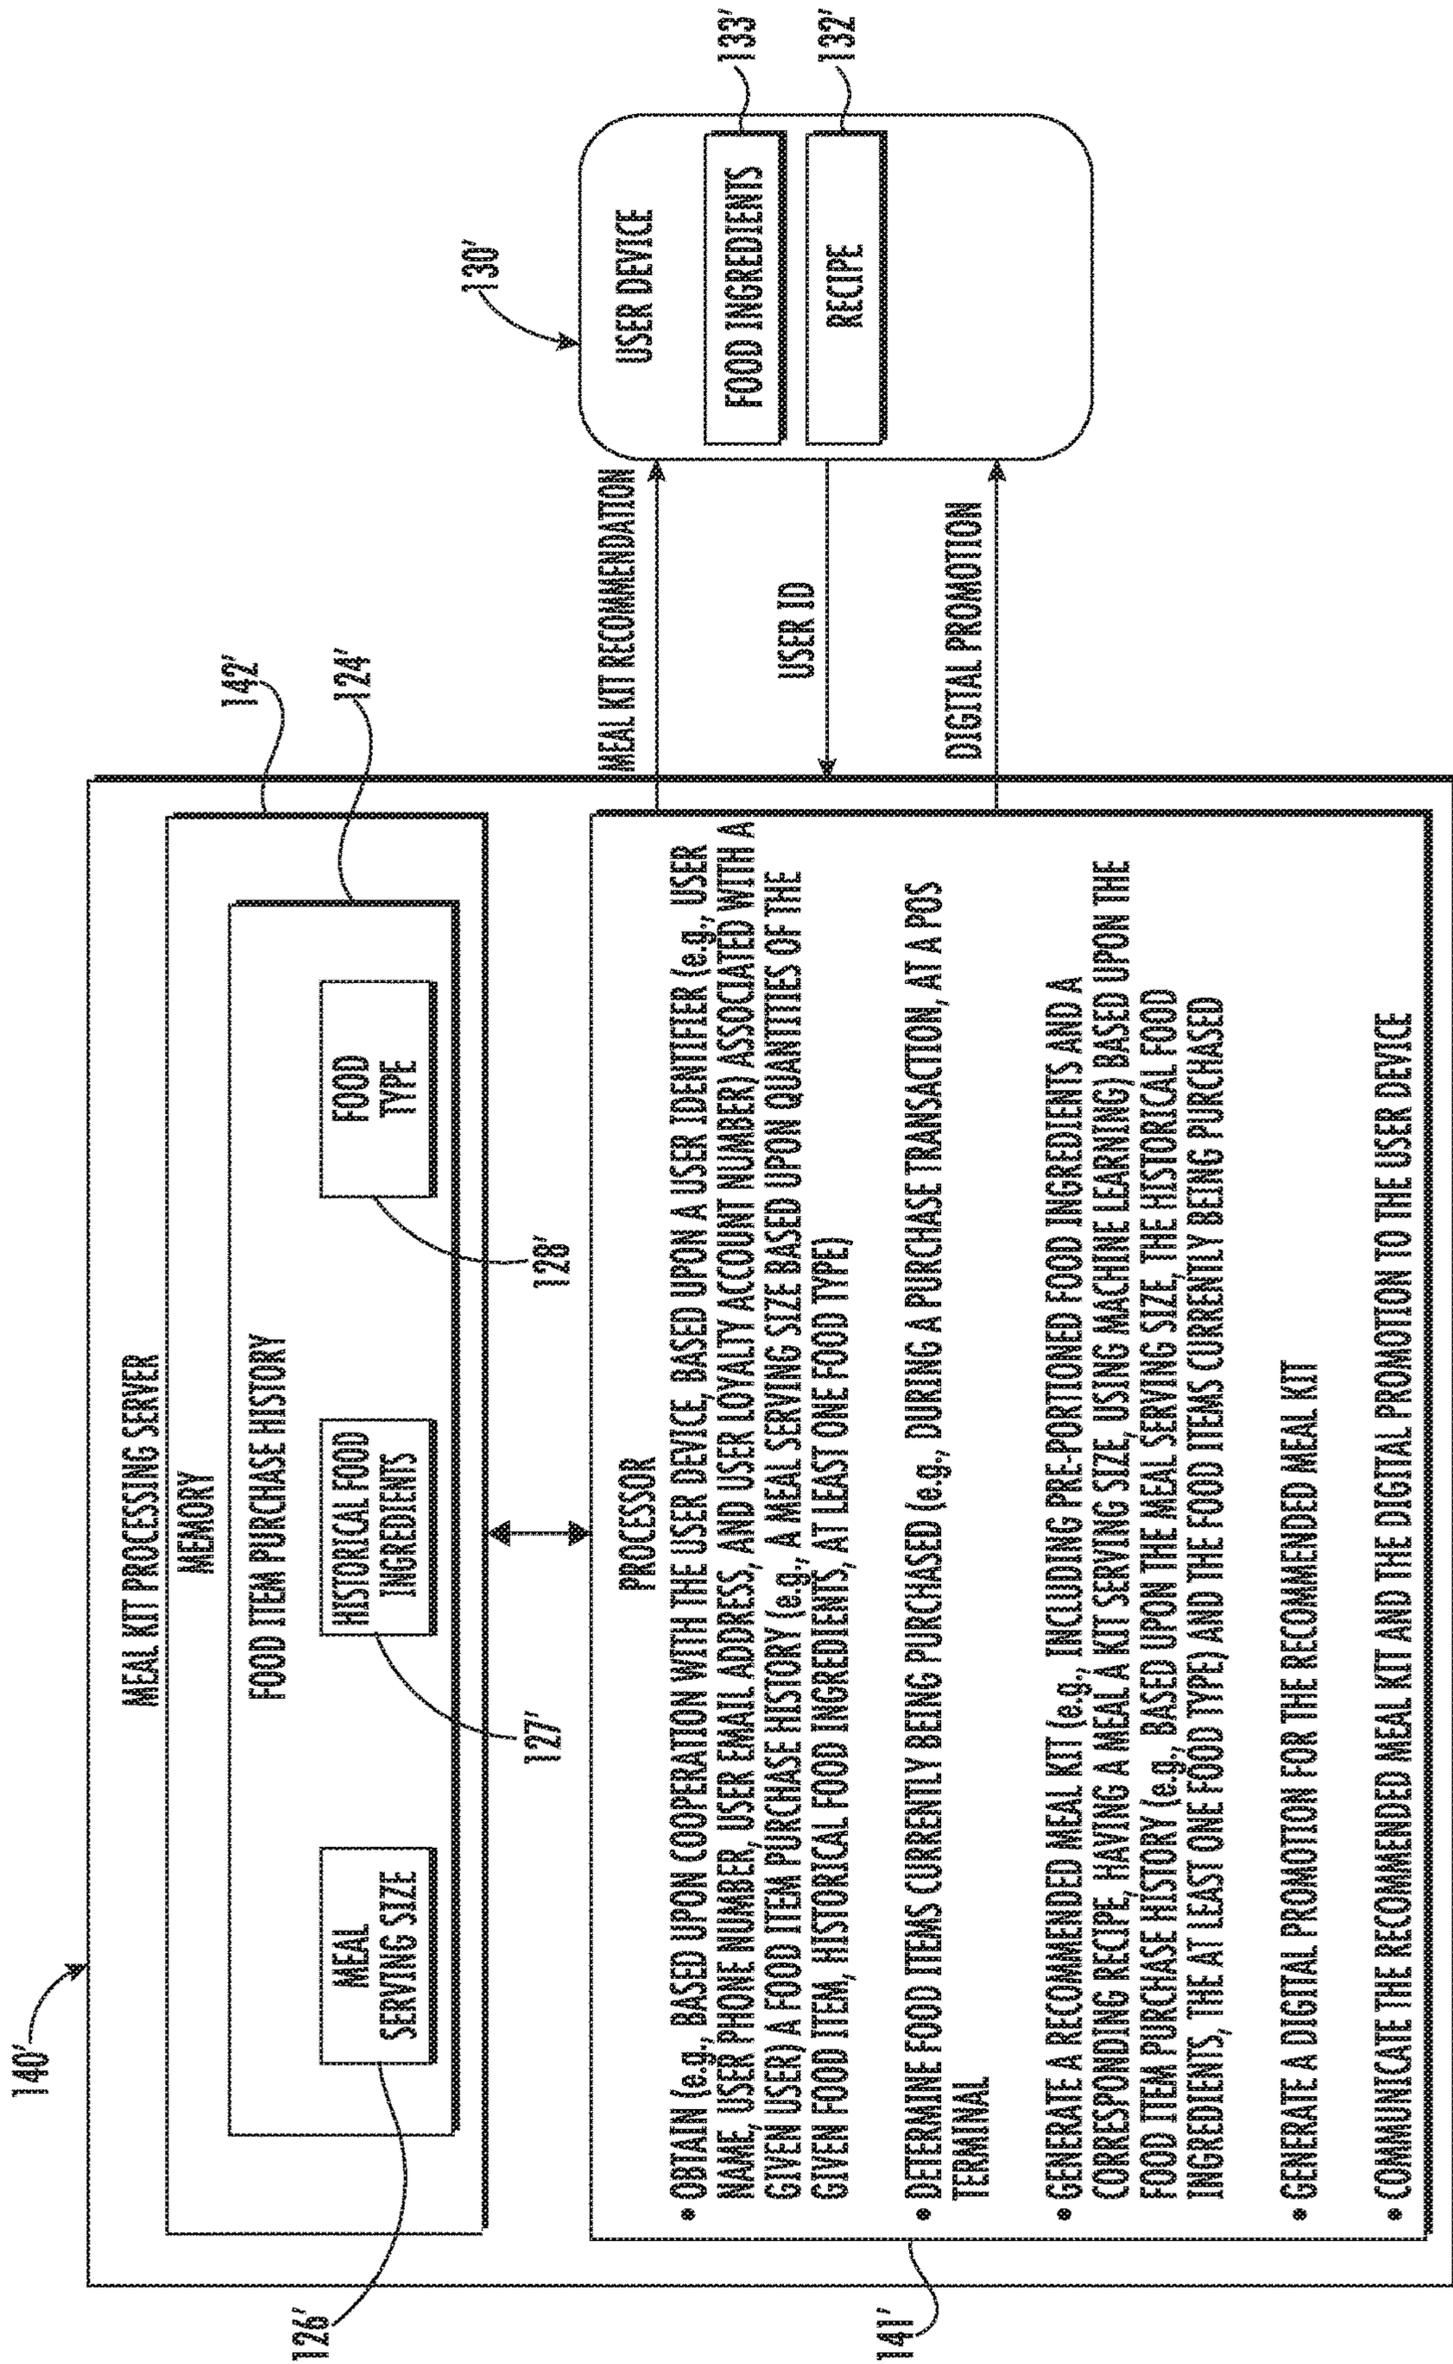 140'
MEAL KIT PROCESSING SERVER
MEMORY
142'
FOOD ITEM PURCHASE HISTORY
124'
126'
MEAL
SERVING SIZE
HISTORICAL FOOD
INGREDIENTS
127'
FOOD
TYPE
128'
PROCESSOR
141'
• OBTAIN (e.g., BASED UPON COOPERATION WITH THE USER DEVICE, BASED UPON A USER IDENTIFIER (e.g., USER
NAME, USER PHONE NUMBER, USER EMAIL ADDRESS, AND USER LOYALTY ACCOUNT NUMBER) ASSOCIATED WITH A
GIVEN USER) A FOOD ITEM PURCHASE HISTORY (e.g., A MEAL SERVING SIZE BASED UPON QUANTITIES OF THE
GIVEN FOOD ITEM, HISTORICAL FOOD INGREDIENTS, AT LEAST ONE FOOD TYPE)
• DETERMINE FOOD ITEMS CURRENTLY BEING PURCHASED (e.g., DURING A PURCHASE TRANSACTION, AT A POS
TERMINAL
• GENERATE A RECOMMENDED MEAL KIT (e.g., INCLUDING PRE-PORTIONED FOOD INGREDIENTS AND A
CORRESPONDING RECIPE, HAVING A MEAL A KIT SERVING SIZE, USING MACHINE LEARNING) BASED UPON THE
FOOD ITEM PURCHASE HISTORY (e.g., BASED UPON THE MEAL SERVING SIZE, THE HISTORICAL FOOD
INGREDIENTS, THE AT LEAST ONE FOOD TYPE) AND THE FOOD ITEMS CURRENTLY BEING PURCHASED
• GENERATE A DIGITAL PROMOTION FOR THE RECOMMENDED MEAL KIT
• COMMUNICATE THE RECOMMENDED MEAL KIT AND THE DIGITAL PROMOTION TO THE USER DEVICE
MEAL KIT RECOMMENDATION
USER ID
DIGITAL PROMOTION
130'
USER DEVICE
FOOD INGREDIENTS
133'
RECIPE
132'